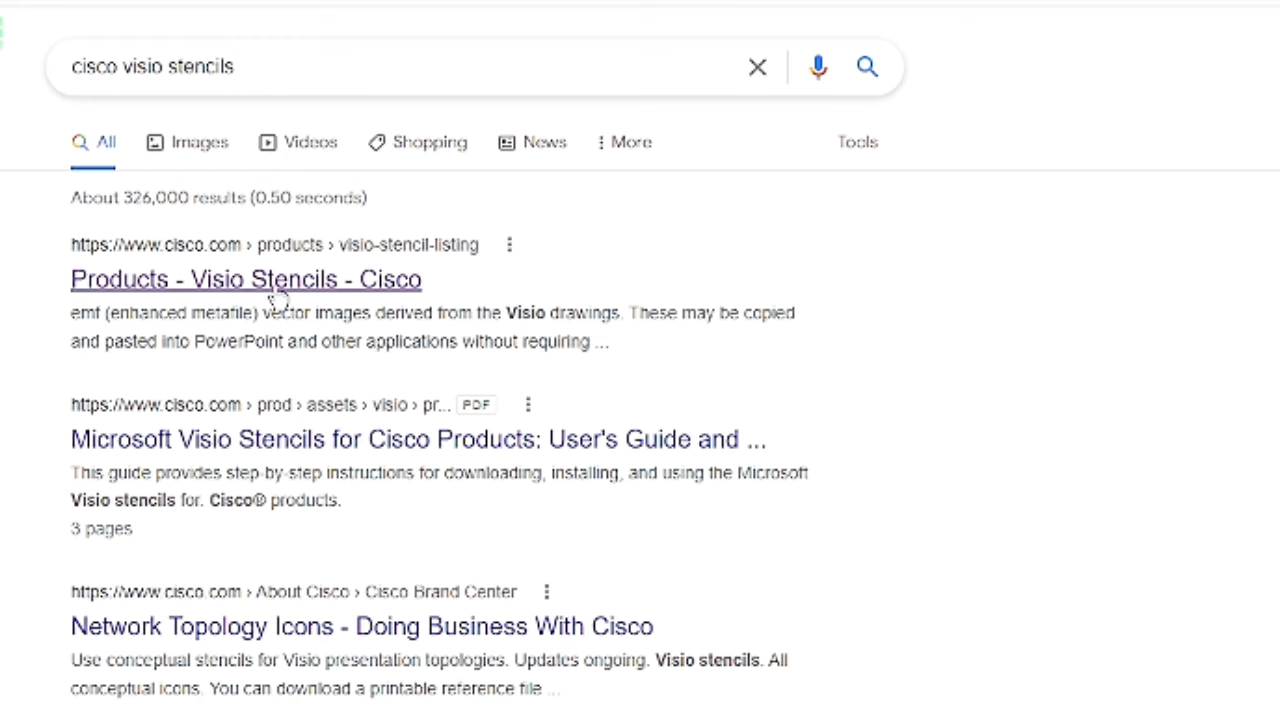 cisco visio stencils
All Images Videos Shopping News More Tools
About 326,000 results (0.50 seconds)
https://www.cisco.com › products › visio-stencil-listing
Products - Visio Stencils - Cisco
emf (enhanced metafile) vector images derived from the Visio drawings. These may be copied
and pasted into PowerPoint and other applications without requiring ...
https://www.cisco.com › prod › assets › visio › pr... PDF
Microsoft Visio Stencils for Cisco Products: User's Guide and ...
This guide provides step-by-step instructions for downloading, installing, and using the Microsoft
Visio stencils for. Cisco® products.
3 pages
https://www.cisco.com › About Cisco › Cisco Brand Center
Network Topology Icons - Doing Business With Cisco
Use conceptual stencils for Visio presentation topologies. Updates ongoing. Visio stencils. All
conceptual icons. You can download a printable reference file ...